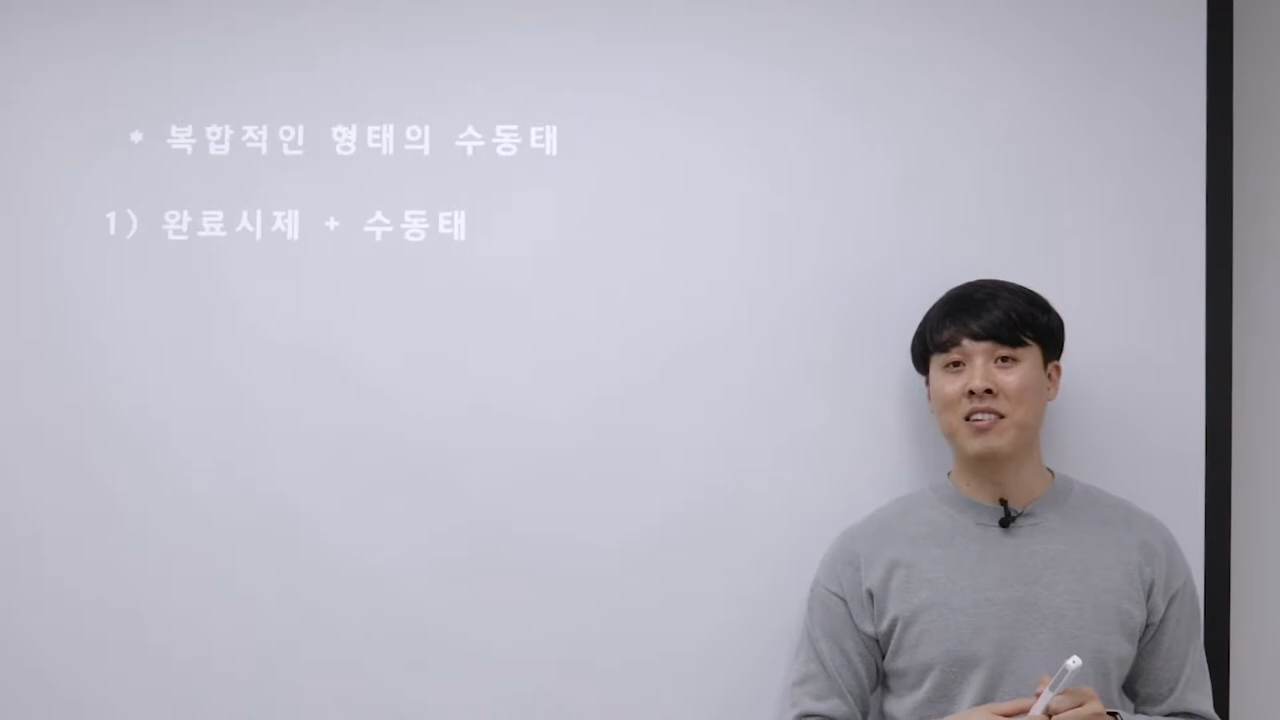 * 복합적인 형태의 수동태
1) 완료시제 + 수동태